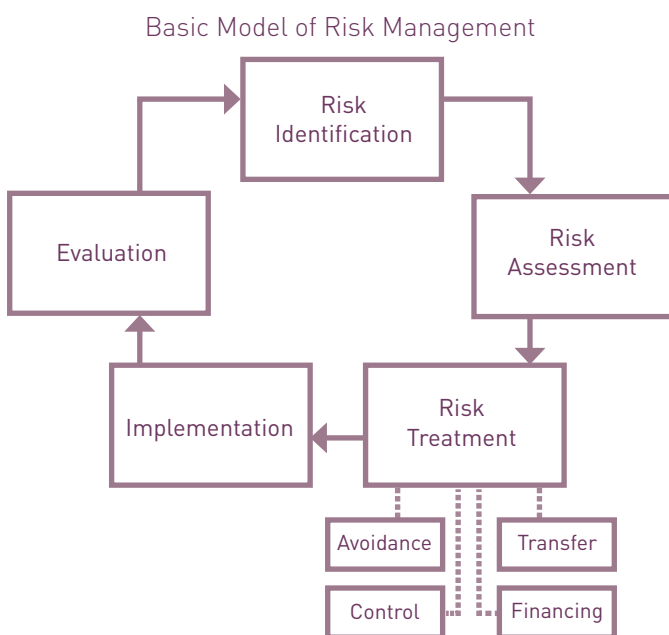 Basic Model of Risk Management
Risk
Identification
Risk
Assessment
Risk
Treatment
Implementation
Evaluation
Avoidance
Transfer
Control
Financing